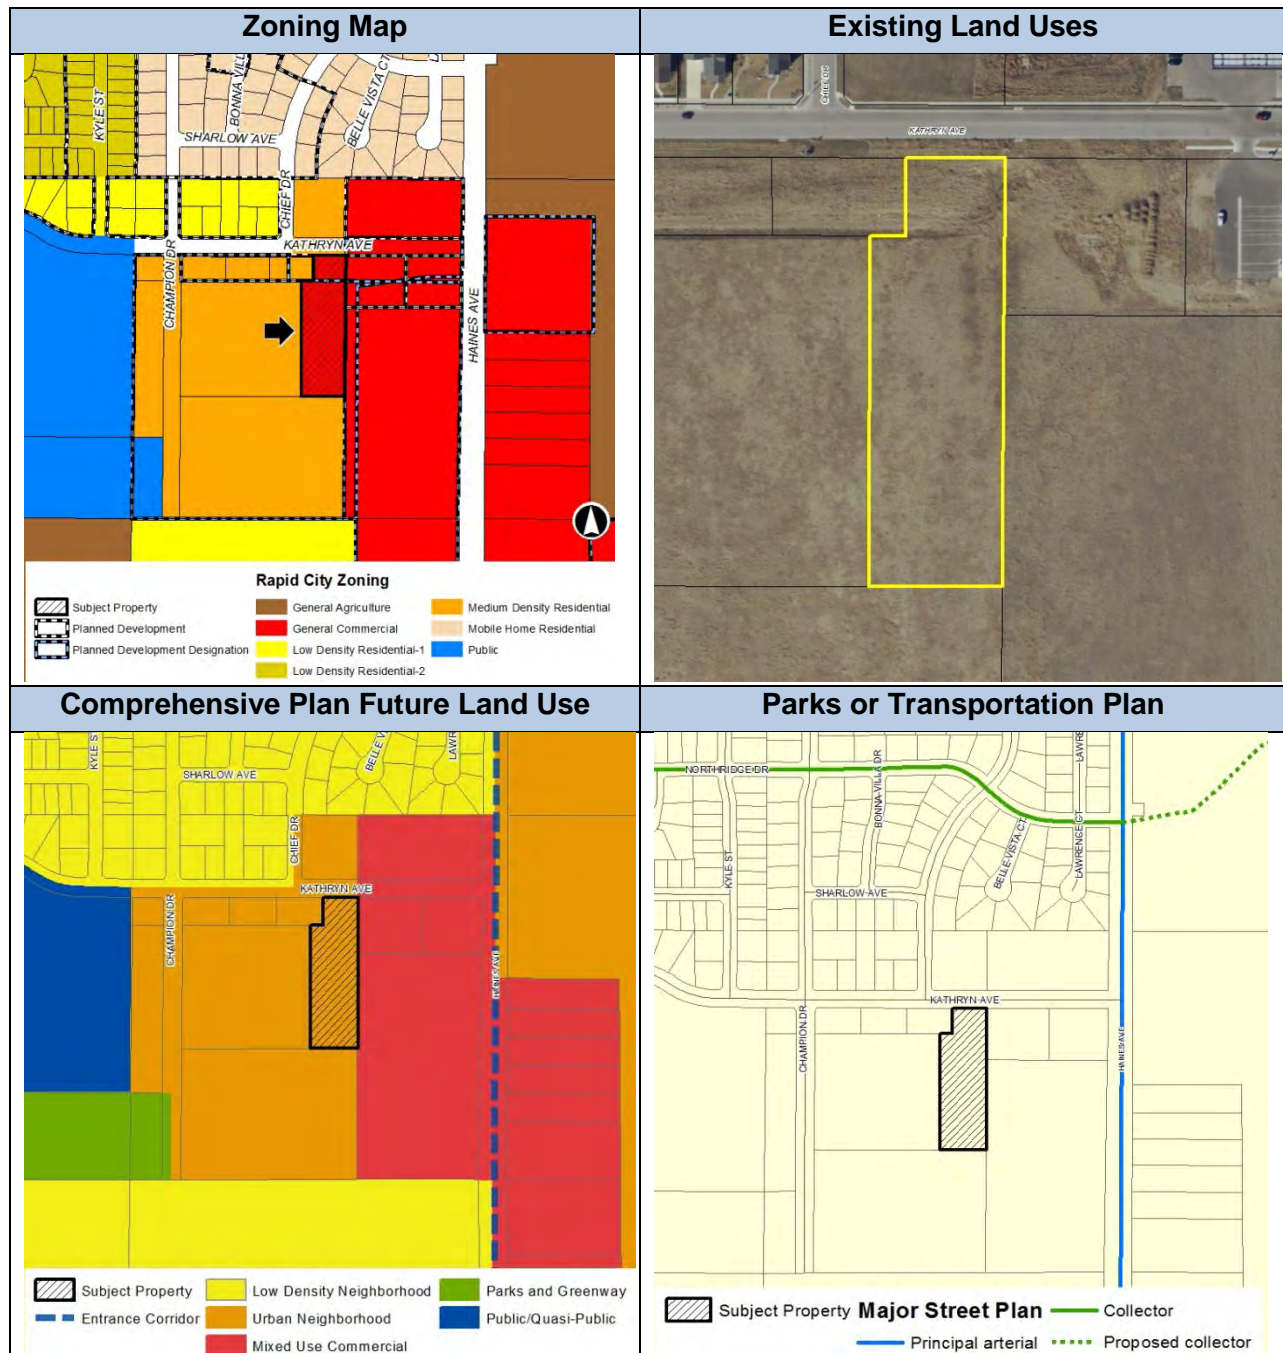 Zoning Map
Existing Land Uses
KYLE ST
BONNA VILL
SHARLOW AVE
BELLE VISTA CT
CHIEF DR
KATHRYN AVE
CHAMPION DR
HAINES AVE
Rapid City Zoning
Subject Property
Planned Development
Planned Development Designation
General Agriculture
General Commercial
Low Density Residential-1
Low Density Residential-2
Medium Density Residential
Mobile Home Residential
Public
CHIEF DR
KATHRYN AVE
Comprehensive Plan Future Land Use
Parks or Transportation Plan
KYLE ST
SHARLOW AVE
BELLE VI
LAWR
CHIEF DR
KATHRYN AVE
CHAMPION DR
HAINES AVE
Subject Property
Entrance Corridor
Low Density Neighborhood
Urban Neighborhood
Mixed Use Commercial
Parks and Greenway
Public/Quasi-Public
NORTHRIDGE DR
BONNA VILLA DR
KYLE ST
SHARLOW AVE
BELLE VISTA CT
LAWRENCE CT
KATHRYN AVE
CHAMPION DR
HAINES AVE
Subject Property
Major Street Plan
Collector
Principal arterial
Proposed collector